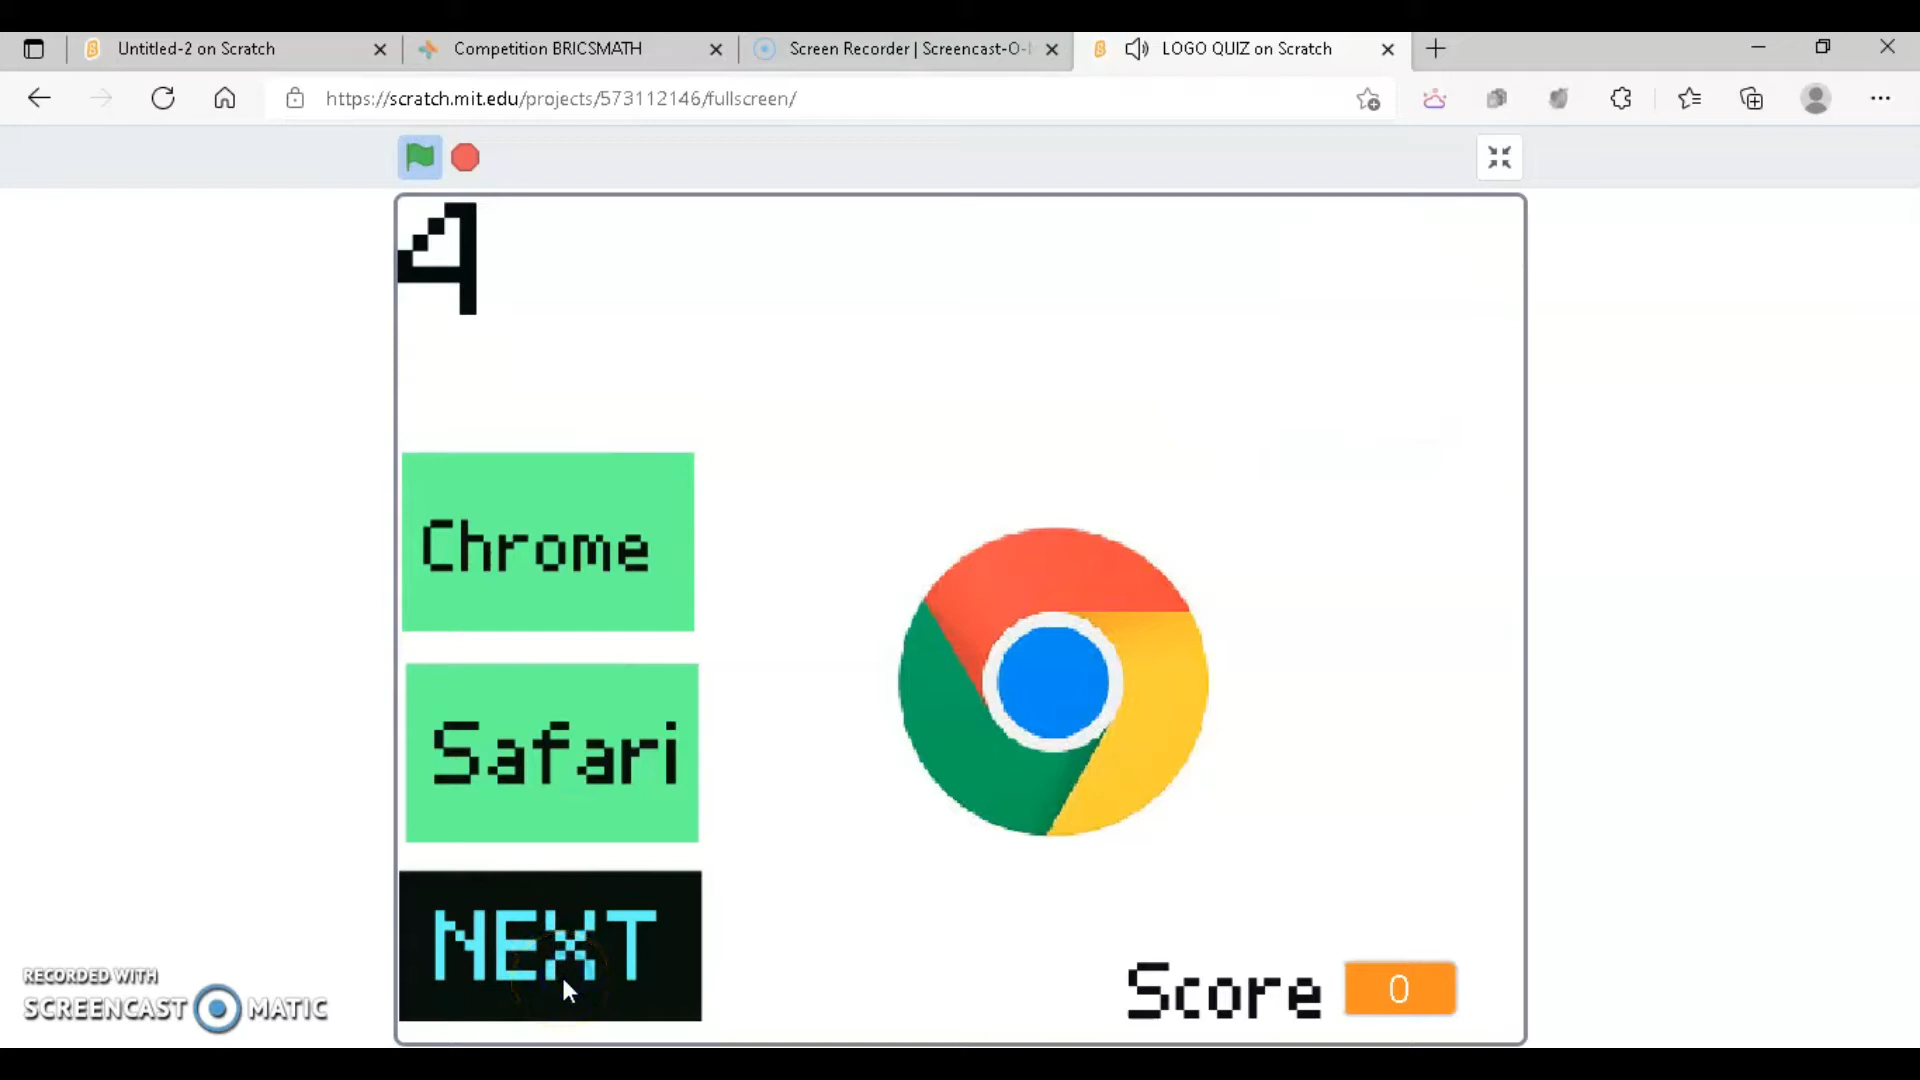 Untitled-2 on Scratch
Competition BRICSMATH
Screen Recorder | Screencast-O-
LOGO QUIZ on Scratch
https://scratch.mit.edu/projects/573112146/fullscreen/
4
Chrome
Safari
NEXT
Score 0
RECORDED WITH
SCREENCAST MATIC